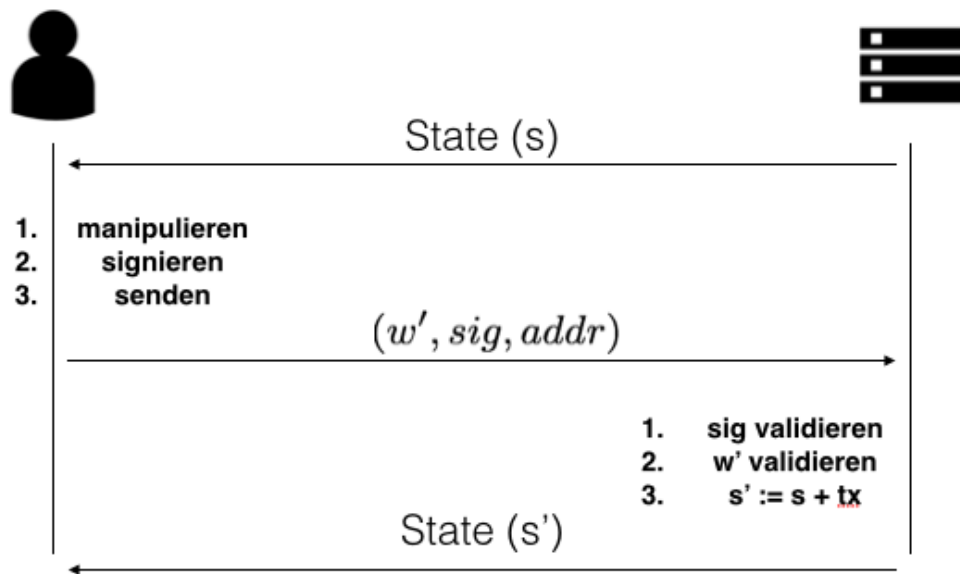 State (s)
1. manipulieren
2. signieren
3. senden
(w′, sig, addr)
1. sig validieren
2. w’ validieren
3. s’ := s + tx
State (s’)